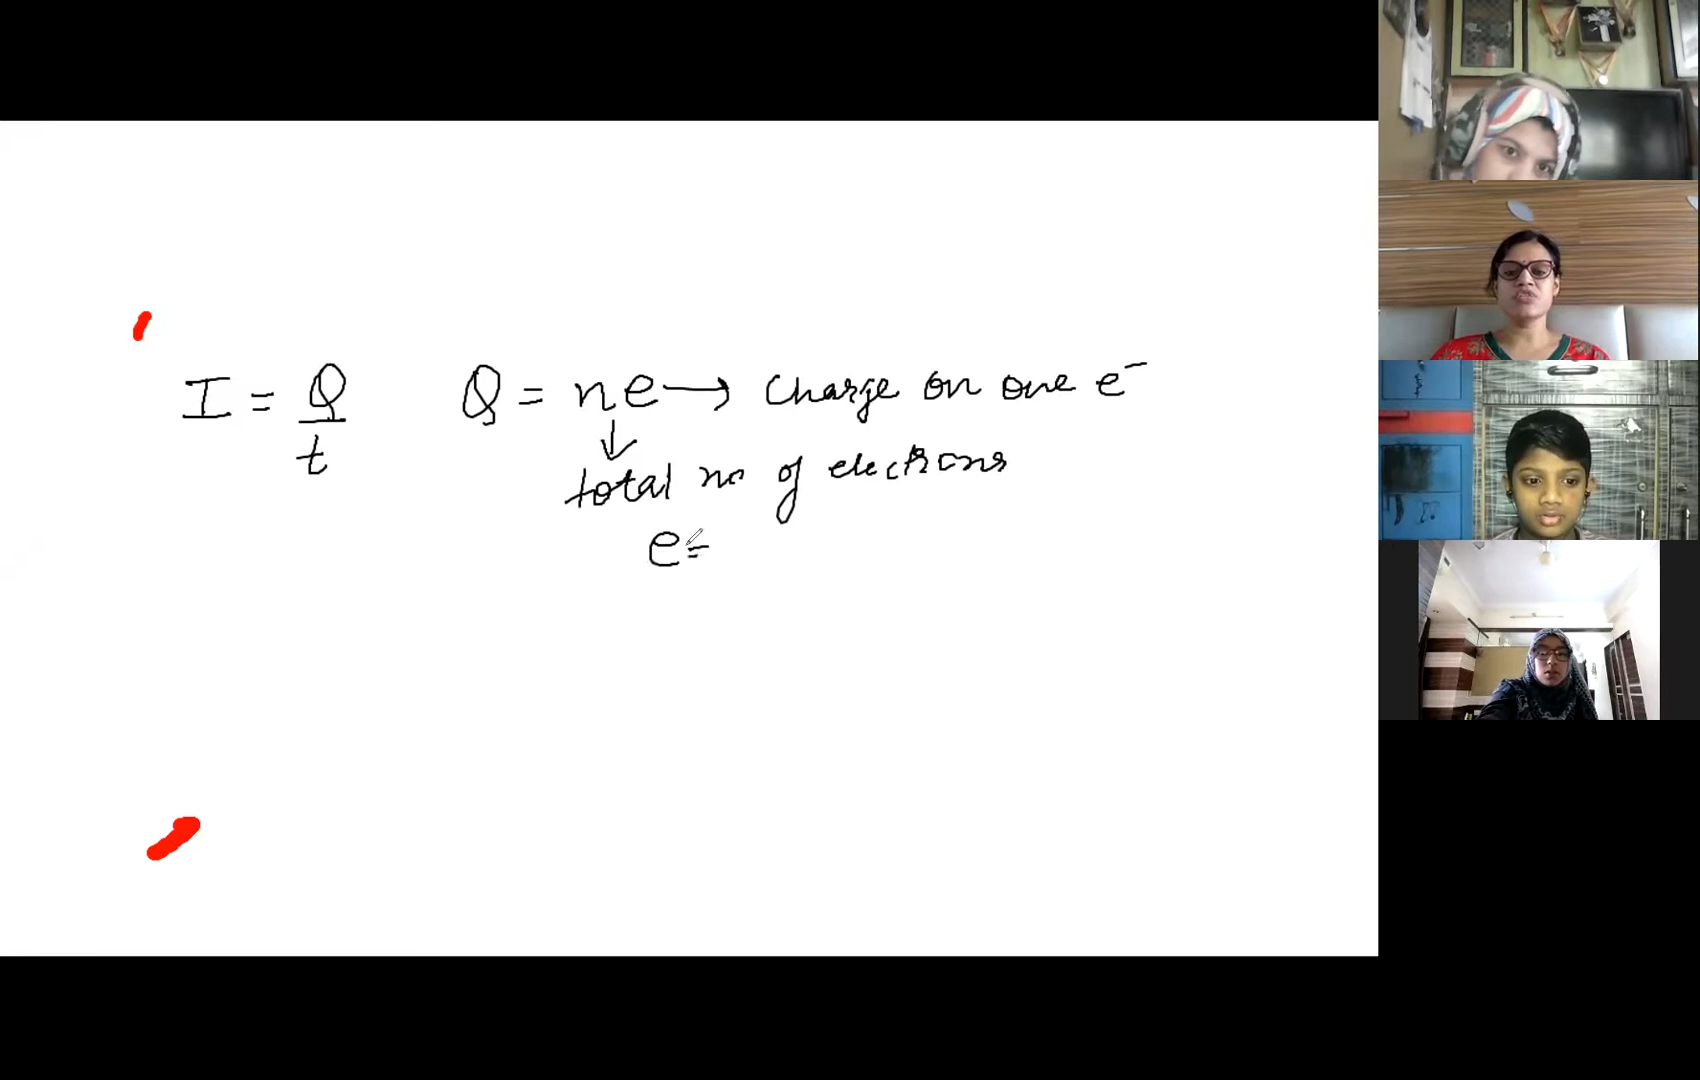 I = Q/t Q = ne → Charge on one e⁻
↓
total no of electrons
e=